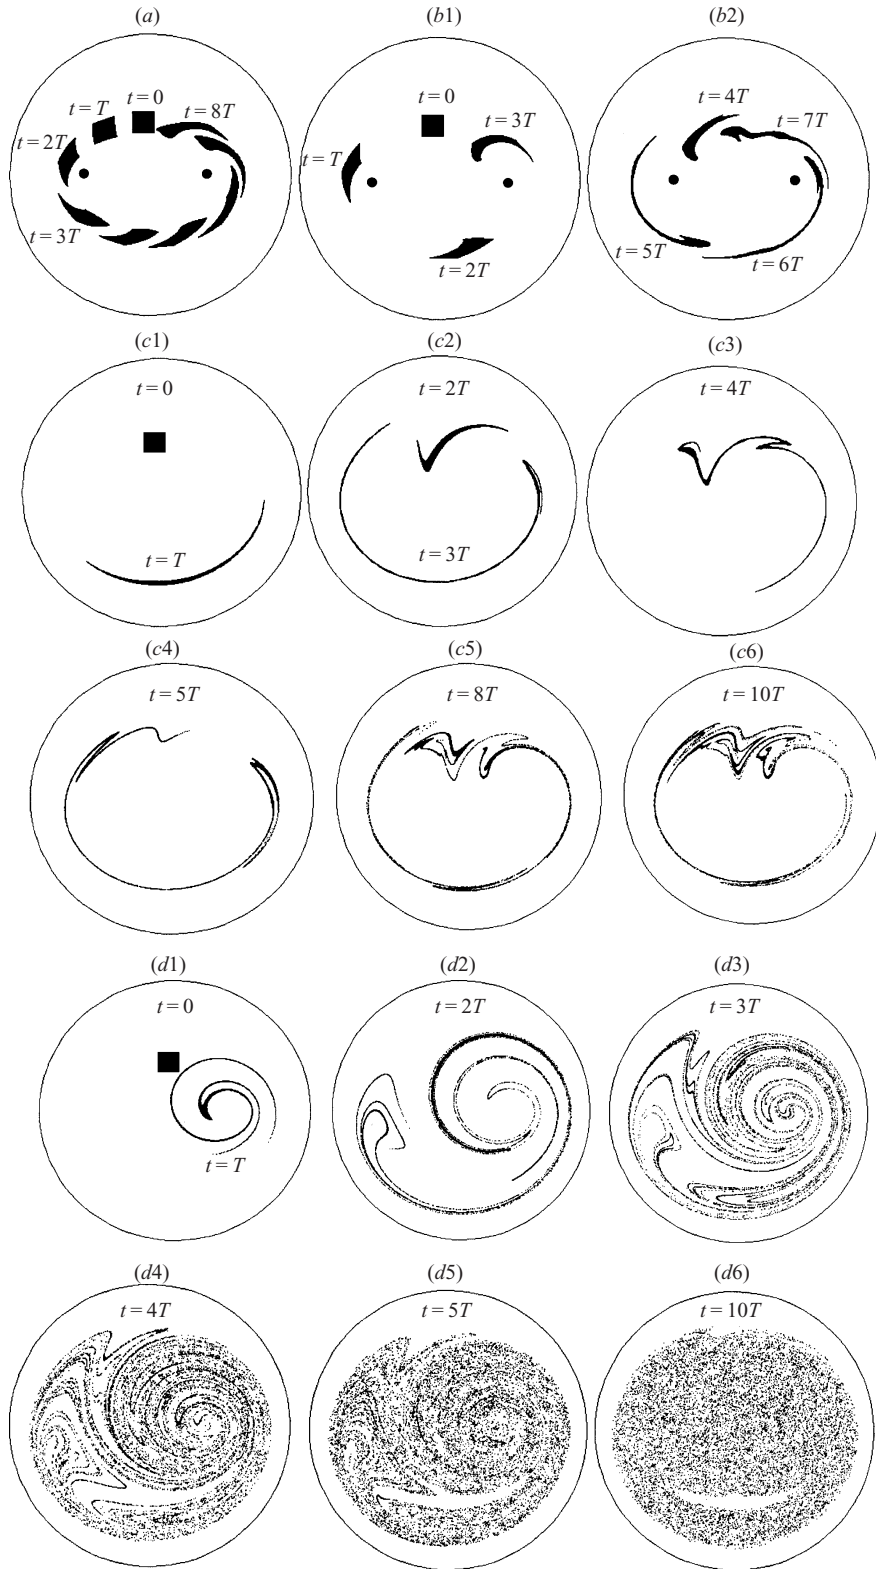 (a)
(b1)
(b2)
t=0
t=T
t=8T
t=2T
t=3T
t=0
t=3T
t=T
t=2T
t=4T
t=7T
t=5T
t=6T
(c1)
(c2)
(c3)
t=0
t=T
t=2T
t=3T
t=4T
(c4)
(c5)
(c6)
t=5T
t=8T
t=10T
(d1)
(d2)
(d3)
t=0
t=T
t=2T
t=3T
(d4)
(d5)
(d6)
t=4T
t=5T
t=10T